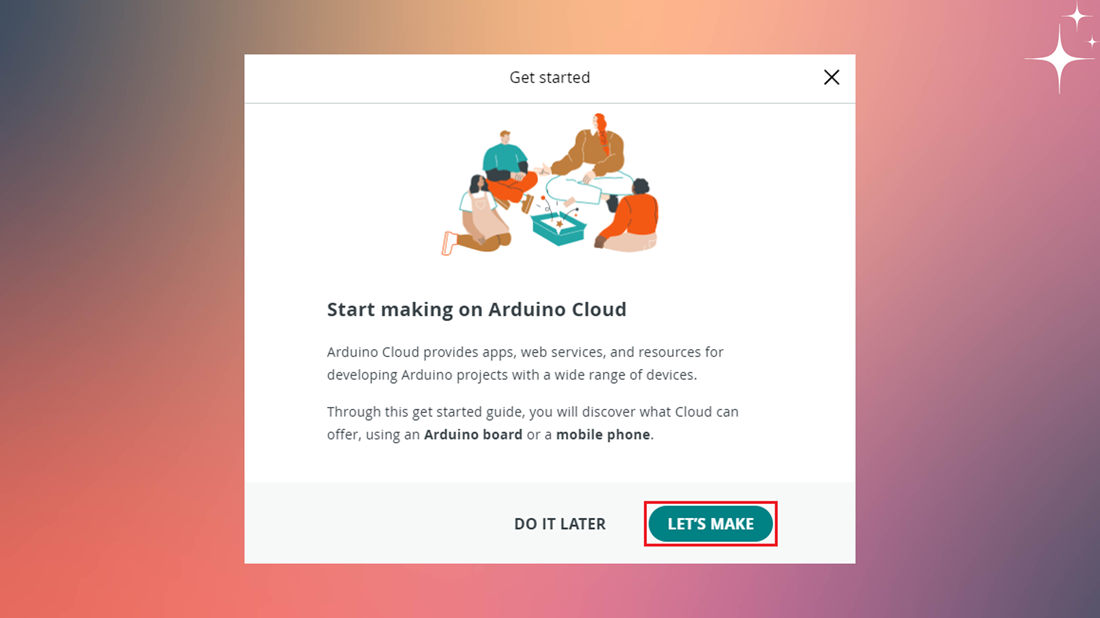 Get started
Start making on Arduino Cloud
Arduino Cloud provides apps, web services, and resources for
developing Arduino projects with a wide range of devices.
Through this get started guide, you will discover what Cloud can
offer, using an Arduino board or a mobile phone.
DO IT LATER
LET'S MAKE